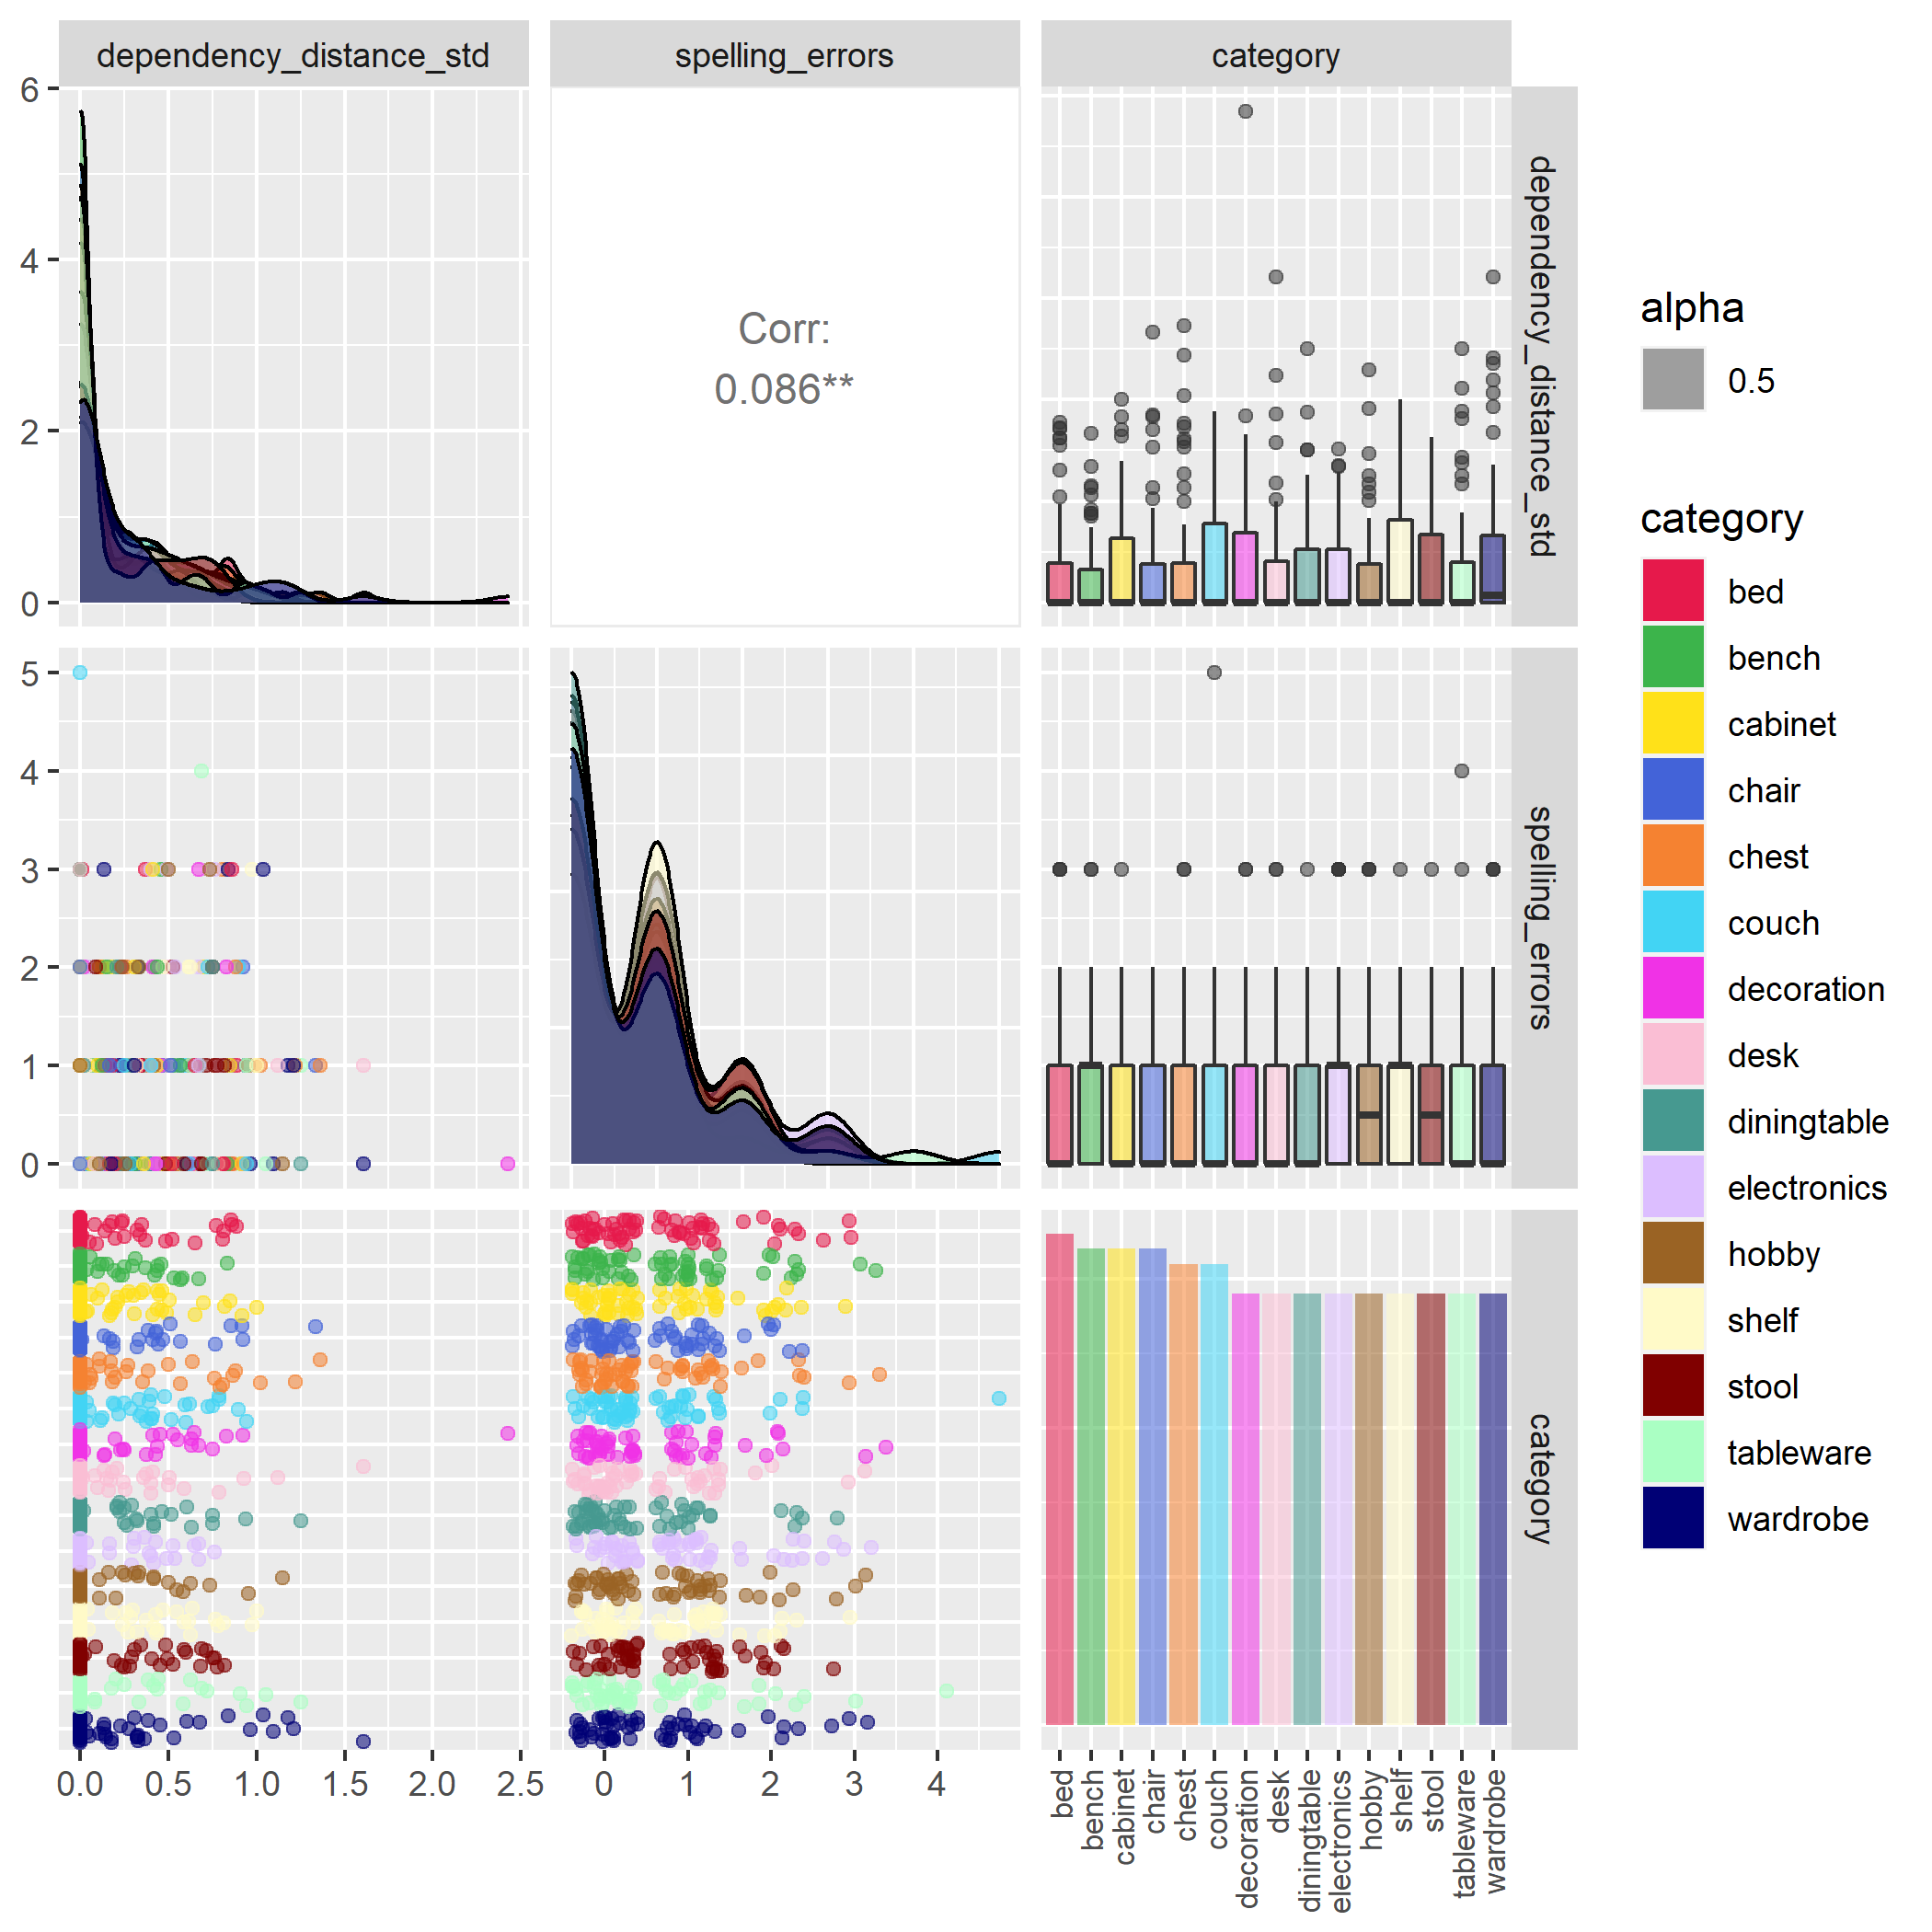 dependency_distance_std
spelling_errors
category
6
4
2
0
Corr:
0.086**
dependency_distance_std
5
4
3
2
1
0
spelling_errors
category
0.0 0.5 1.0 1.5 2.0 2.5
0 1 2 3 4
bed
bench
cabinet
chair
chest
couch
decoration
desk
diningtable
electronics
hobby
shelf
stool
tableware
wardrobe
alpha
0.5
category
bed
bench
cabinet
chair
chest
couch
decoration
desk
diningtable
electronics
hobby
shelf
stool
tableware
wardrobe